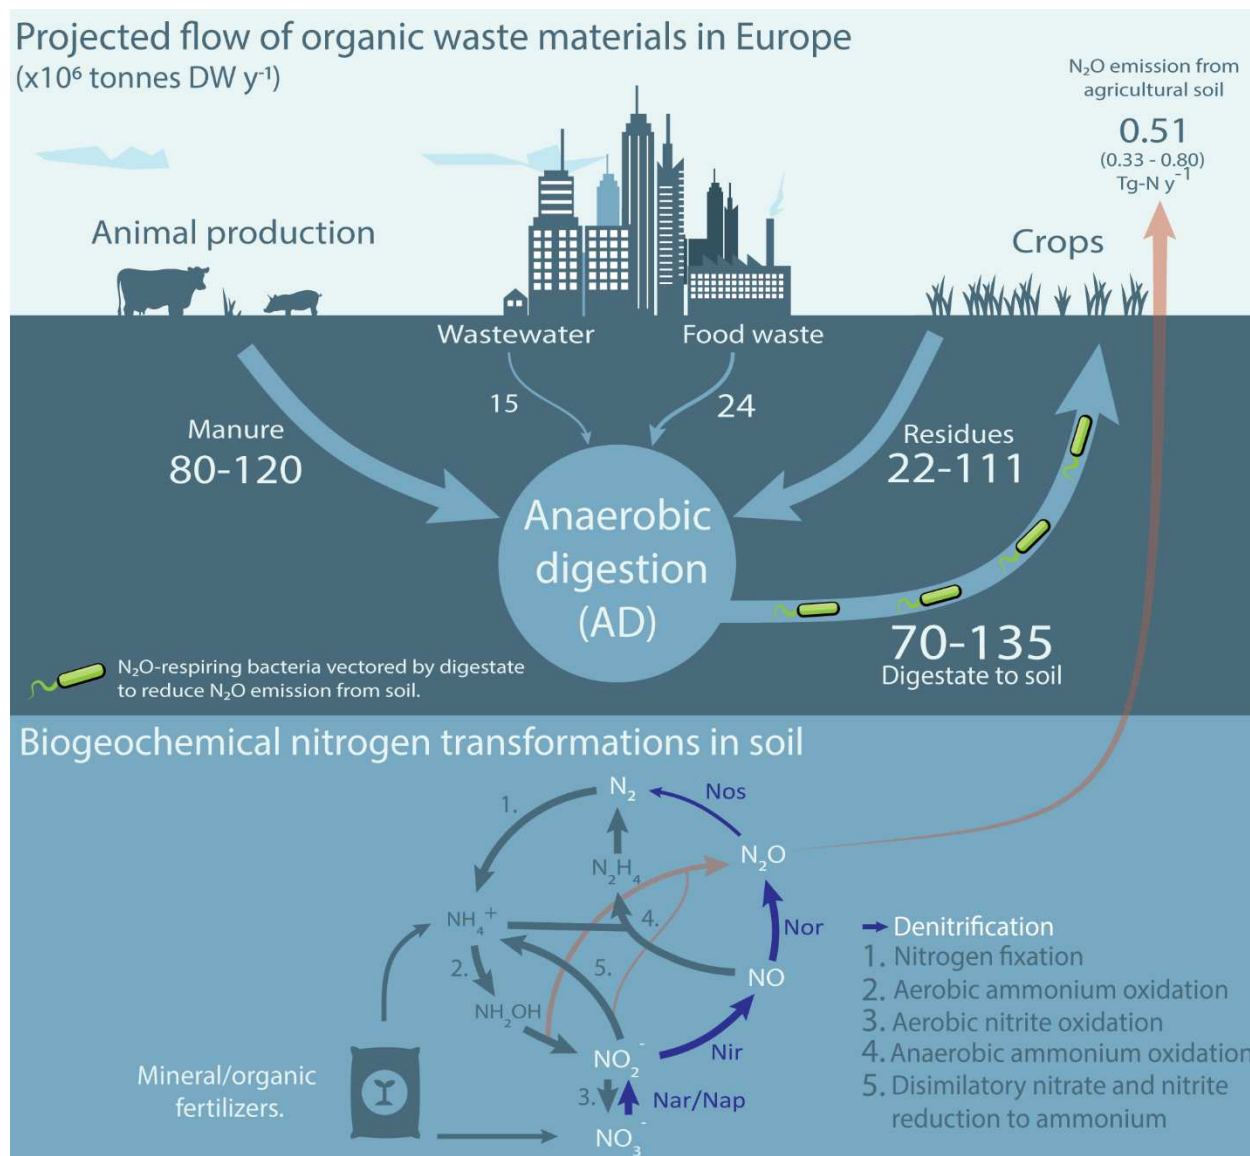 Projected flow of organic waste materials in Europe
(x10⁶ tonnes DW y⁻¹)
N₂O emission from
agricultural soil
0.51
(0.33 - 0.80)
Tg-N y⁻¹
Animal production
Crops
Wastewater
Food waste
15
24
Manure
80-120
Residues
22-111
Anaerobic
digestion
(AD)
70-135
Digestate to soil
N₂O-respiring bacteria vectored by digestate
to reduce N₂O emission from soil.
Biogeochemical nitrogen transformations in soil
N₂
Nos
1.
N₂O
N₂H₄
NH₄⁺
4.
Nor
2.
5.
NO
NH₂OH
NO₂⁻
Nir
3.
Nar/Nap
NO₃⁻
Mineral/organic
fertilizers.
Denitrification
1. Nitrogen fixation
2. Aerobic ammonium oxidation
3. Aerobic nitrite oxidation
4. Anaerobic ammonium oxidation
5. Disimilatory nitrate and nitrite
reduction to ammonium